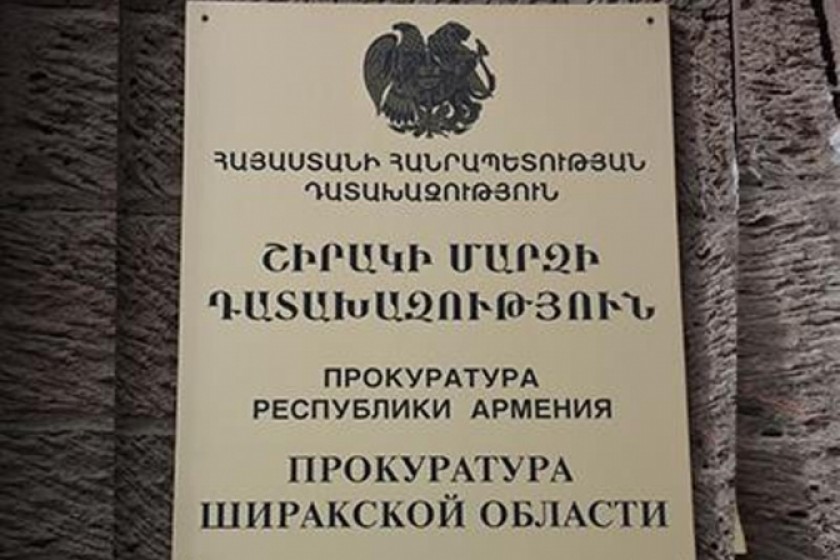 ՀԱՅԱՍՏԱՆԻ ՀԱՆՐԱՊԵՏՈՒԹՅԱՆ
ԴԱՏԱԽԱԶՈՒԹՅՈՒՆ
ՇԻՐԱԿԻ ՄԱՐԶԻ
ԴԱՏԱԽԱԶՈՒԹՅՈՒՆ
ПРОКУРАТУРА
РЕСПУБЛИКИ АРМЕНИЯ
ПРОКУРАТУРА
ШИРАКСКОЙ ОБЛАСТИ